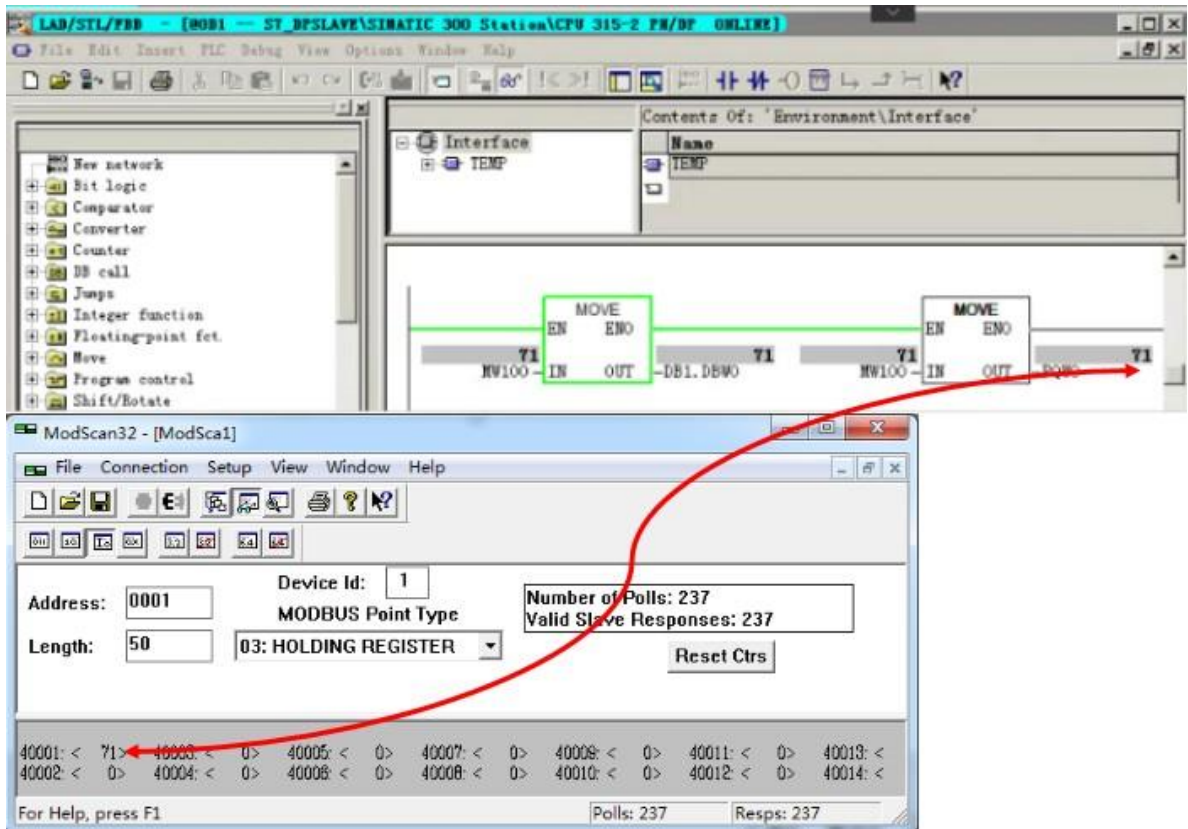 LAD/STL/FBD - [@OB1 -- ST_DPSLAVE\SIMATIC 300 Station\CPU 315-2 PN/DP ONLINE]
File Edit Insert PLC Debug View Options Window Help
Contents Of: 'Environment\Interface'
Interface
TEMP
Name
TEMP
New network
Bit logic
Comparator
Converter
Counter
DB call
Jumps
Integer function
Floating-point fct.
Move
Program control
Shift/Rotate
MOVE
EN ENO
71
MW100 IN OUT
71
DB1.DBW0
MOVE
EN ENO
71
MW100 IN OUT
71
PQW0
ModScan32 - [ModSca1]
File Connection Setup View Window Help
Address: 0001
Device Id: 1
MODBUS Point Type
Length: 50
03: HOLDING REGISTER
Number of Polls: 237
Valid Slave Responses: 237
Reset Ctrs
40001: < 71> 40003: < 0> 40005: < 0> 40007: < 0> 40009: < 0> 40011: < 0> 40013: <
40002: < 0> 40004: < 0> 40006: < 0> 40008: < 0> 40010: < 0> 40012: < 0> 40014: <
For Help, press F1
Polls: 237
Resps: 237